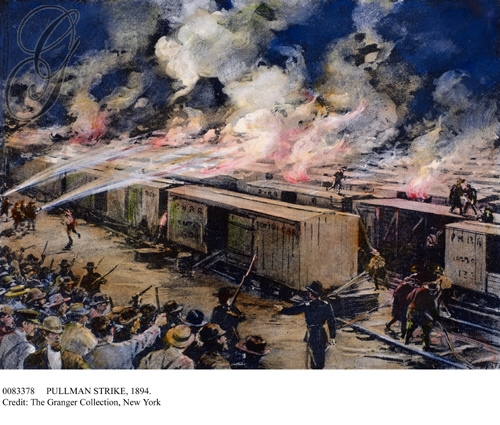 0083378 PULLMAN STRIKE, 1894.
Credit: The Granger Collection, New York